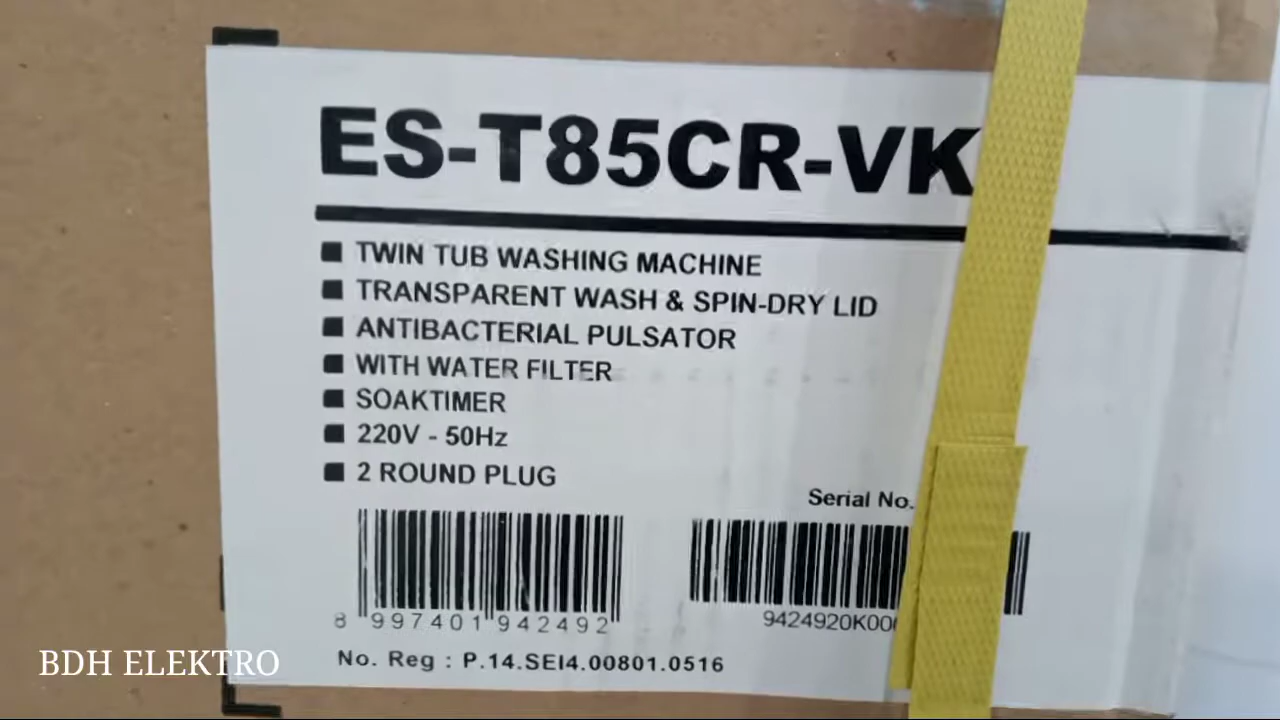 ES-T85CR-VK
TWIN TUB WASHING MACHINE
TRANSPARENT WASH & SPIN-DRY LID
ANTIBACTERIAL PULSATOR
WITH WATER FILTER
SOAKTIMER
220V - 50Hz
2 ROUND PLUG
Serial No.
8 997401 942492
9424920K00
No. Reg : P.14.SEI4.00801.0516
BDH ELEKTRO